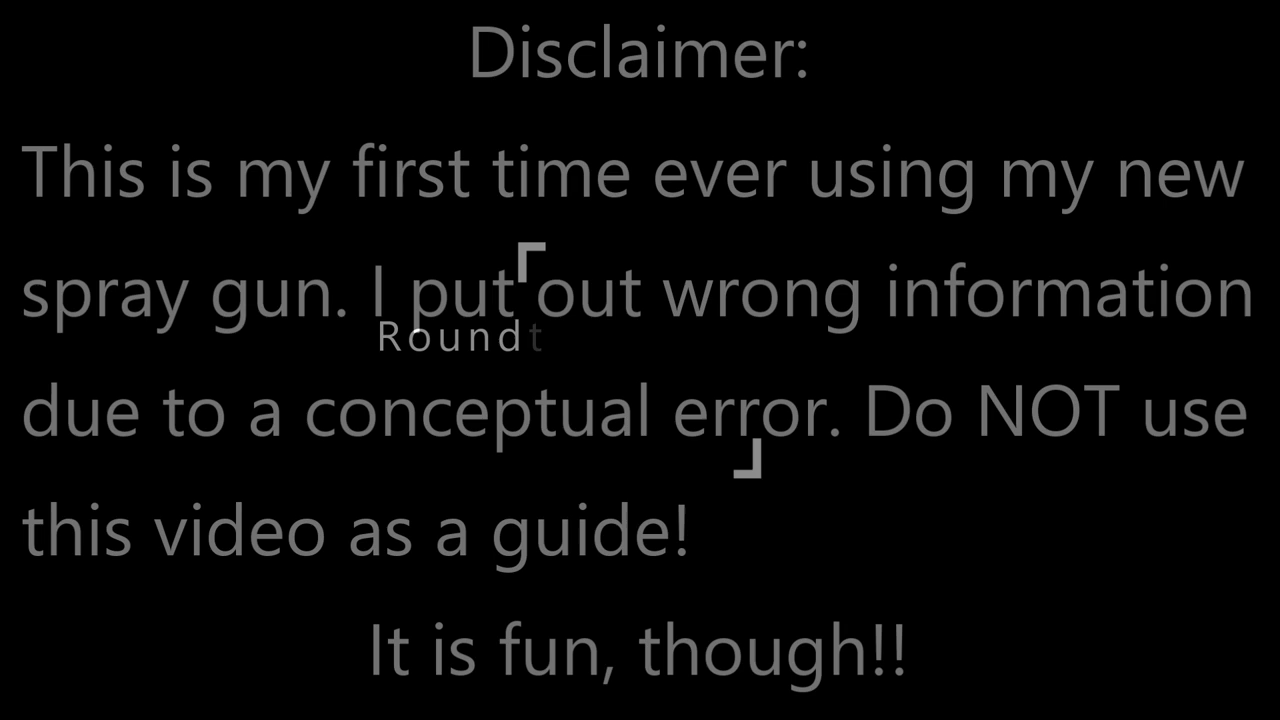 Disclaimer:
This is my first time ever using my new
spray gun. I put out wrong information
Roundt
due to a conceptual error. Do NOT use
this video as a guide!
It is fun, though!!